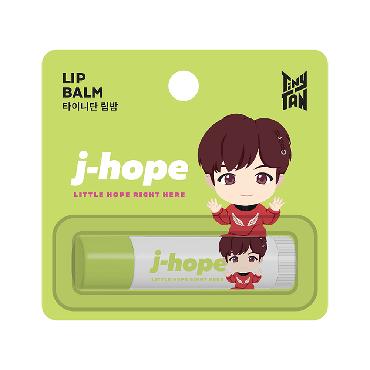 LIP
BALM
타이니탄 립밤
TinyTAN
j-hope
LITTLE HOPE RIGHT HERE
j-hope
LITTLE HOPE RIGHT HERE